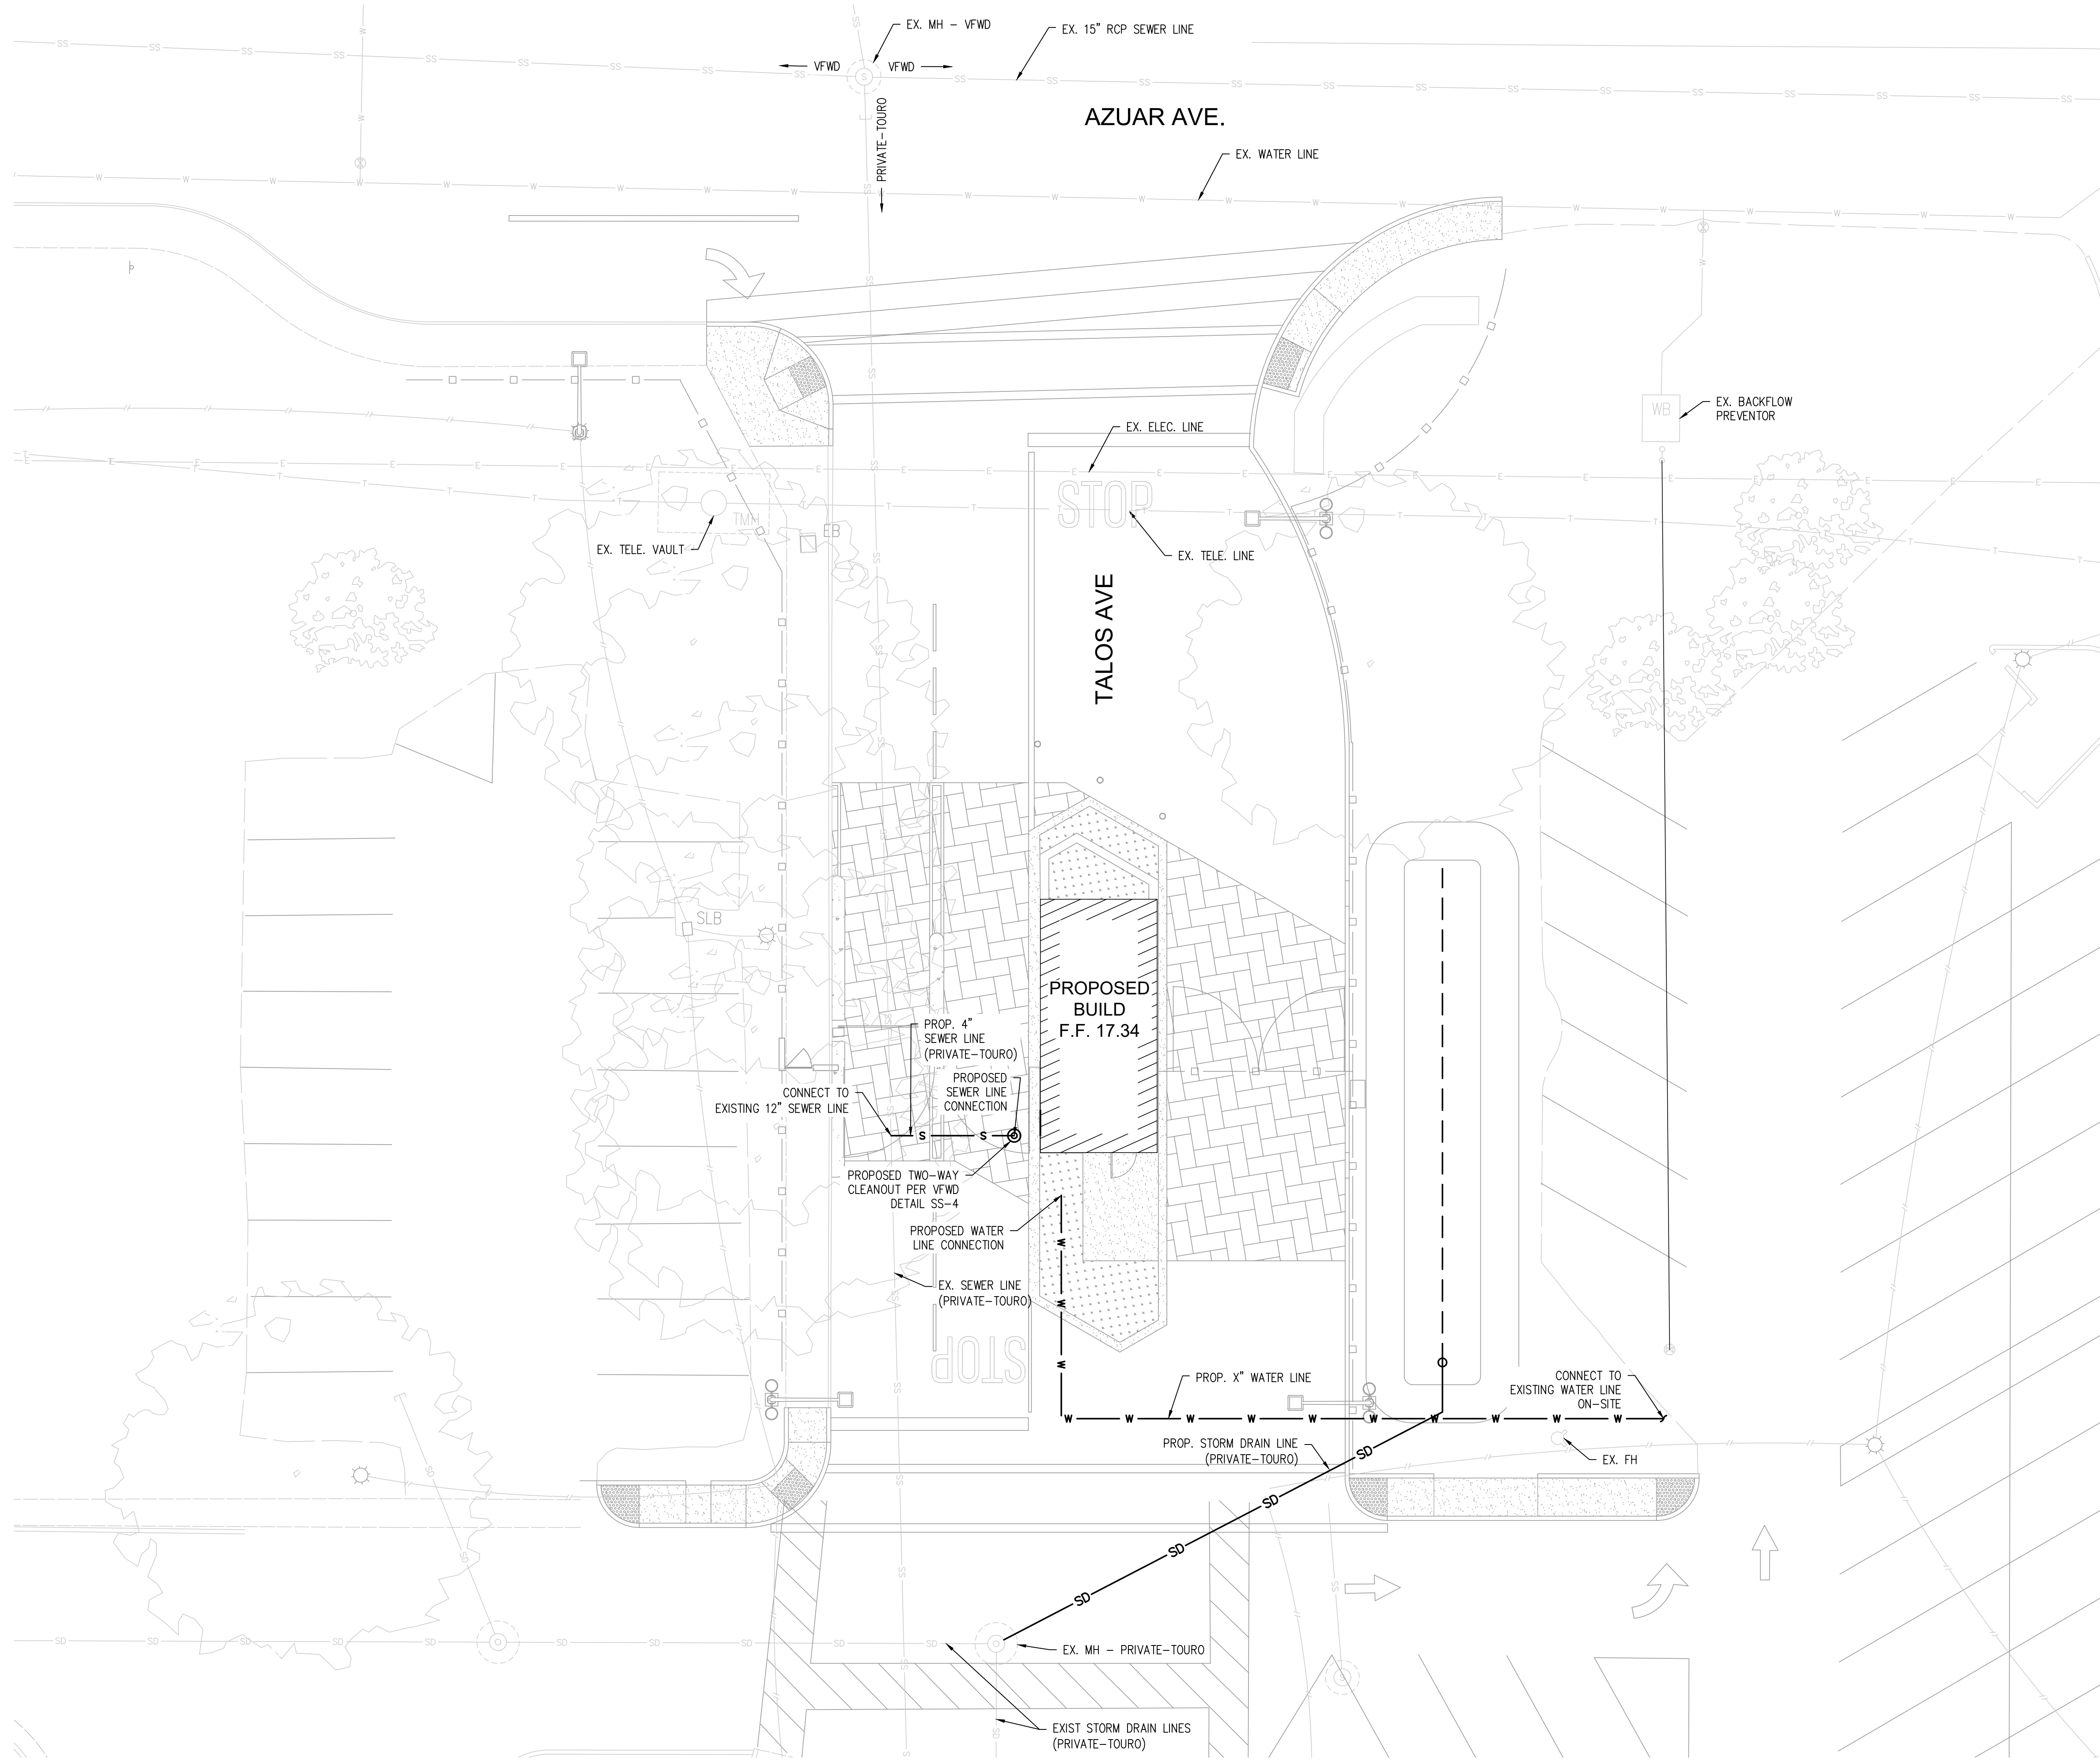 EX. MH - VFWD
EX. 15" RCP SEWER LINE
VFWD
VFWD
PRIVATE-TOURO
AZUAR AVE.
EX. WATER LINE
EX. BACKFLOW
PREVENTOR
WB
EX. ELEC. LINE
STOP
EX. TELE. LINE
TMH
EB
EX. TELE. VAULT
TALOS AVE
SLB
PROPOSED
BUILD
F.F. 17.34
PROP. 4"
SEWER LINE
(PRIVATE-TOURO)
PROPOSED
SEWER LINE
CONNECTION
CONNECT TO
EXISTING 12" SEWER LINE
S
S
PROPOSED TWO-WAY
CLEANOUT PER VFWD
DETAIL SS-4
PROPOSED WATER
LINE CONNECTION
EX. SEWER LINE
(PRIVATE-TOURO)
STOP
PROP. X" WATER LINE
CONNECT TO
EXISTING WATER LINE
ON-SITE
W W W W W W W W W W
PROP. STORM DRAIN LINE
(PRIVATE-TOURO)
EX. FH
SD
SD
SD
SD
EX. MH - PRIVATE-TOURO
EXIST STORM DRAIN LINES
(PRIVATE-TOURO)